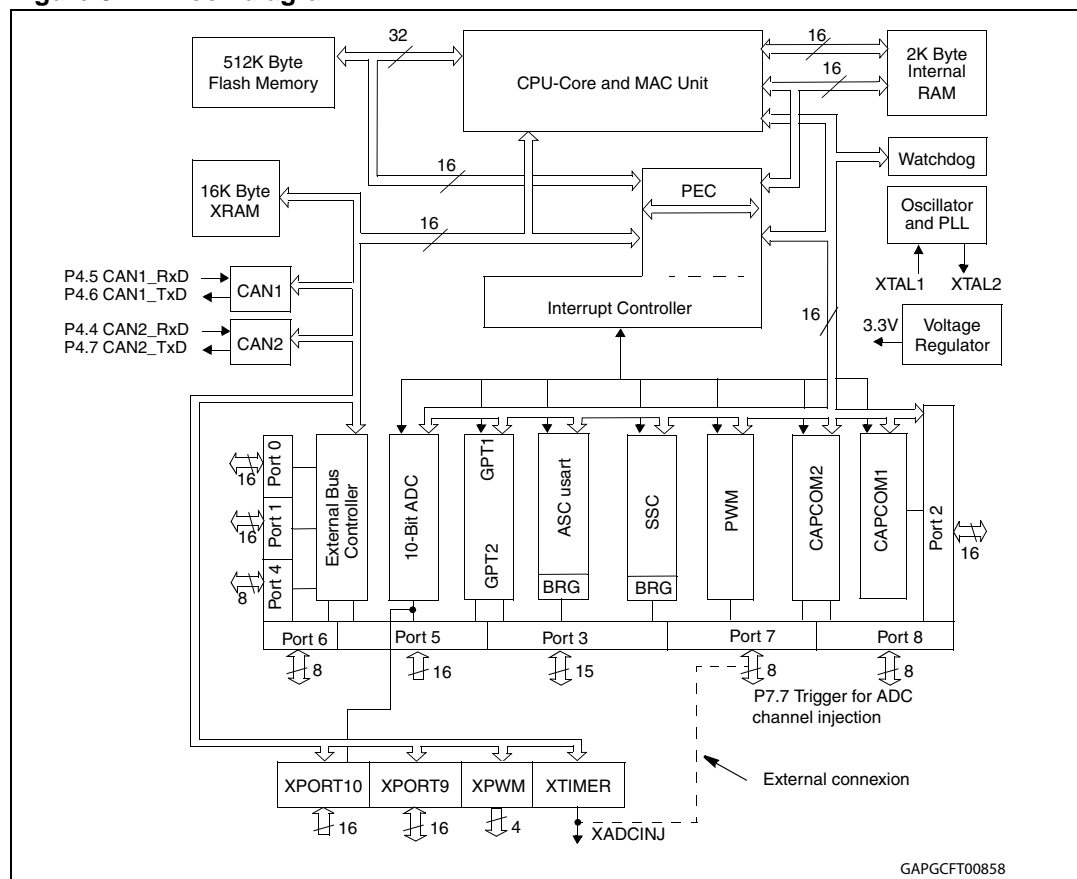 32
16
16
512K Byte
Flash Memory
CPU-Core and MAC Unit
2K Byte
Internal
RAM
Watchdog
16
16K Byte
XRAM
PEC
16
Oscillator
and PLL
P4.5 CAN1_RxD
P4.6 CAN1_TxD
CAN1
XTAL1
XTAL2
Interrupt Controller
16
P4.4 CAN2_RxD
P4.7 CAN2_TxD
CAN2
3.3V
Voltage
Regulator
16
Port 0
16
Port 1
8
Port 4
External Bus
Controller
10-Bit ADC
GPT1
GPT2
ASC usart
BRG
SSC
BRG
PWM
CAPCOM2
CAPCOM1
Port 2
16
Port 6
Port 5
Port 3
Port 7
Port 8
8
16
15
8
8
P7.7 Trigger for ADC
channel injection
External connexion
XPORT10
XPORT9
XPWM
XTIMER
16
16
4
XADCINJ
GAPGCFT00858